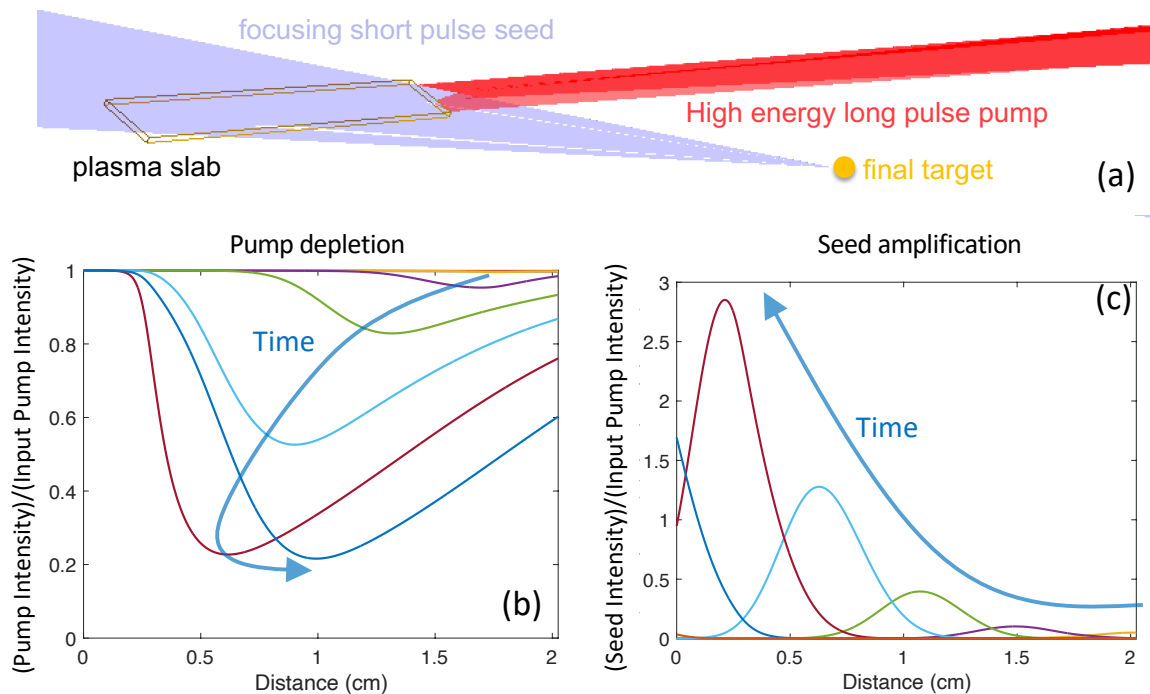 focusing short pulse seed
High energy long pulse pump
plasma slab
final target
(a)
Pump depletion
(Pump Intensity)/(Input Pump Intensity)
1
0.8
0.6
0.4
0.2
0
Time
(b)
0
0.5
1
1.5
2
Distance (cm)
Seed amplification
(Seed Intensity)/(Input Pump Intensity)
3
2.5
2
1.5
1
0.5
0
(c)
Time
0
0.5
1
1.5
2
Distance (cm)